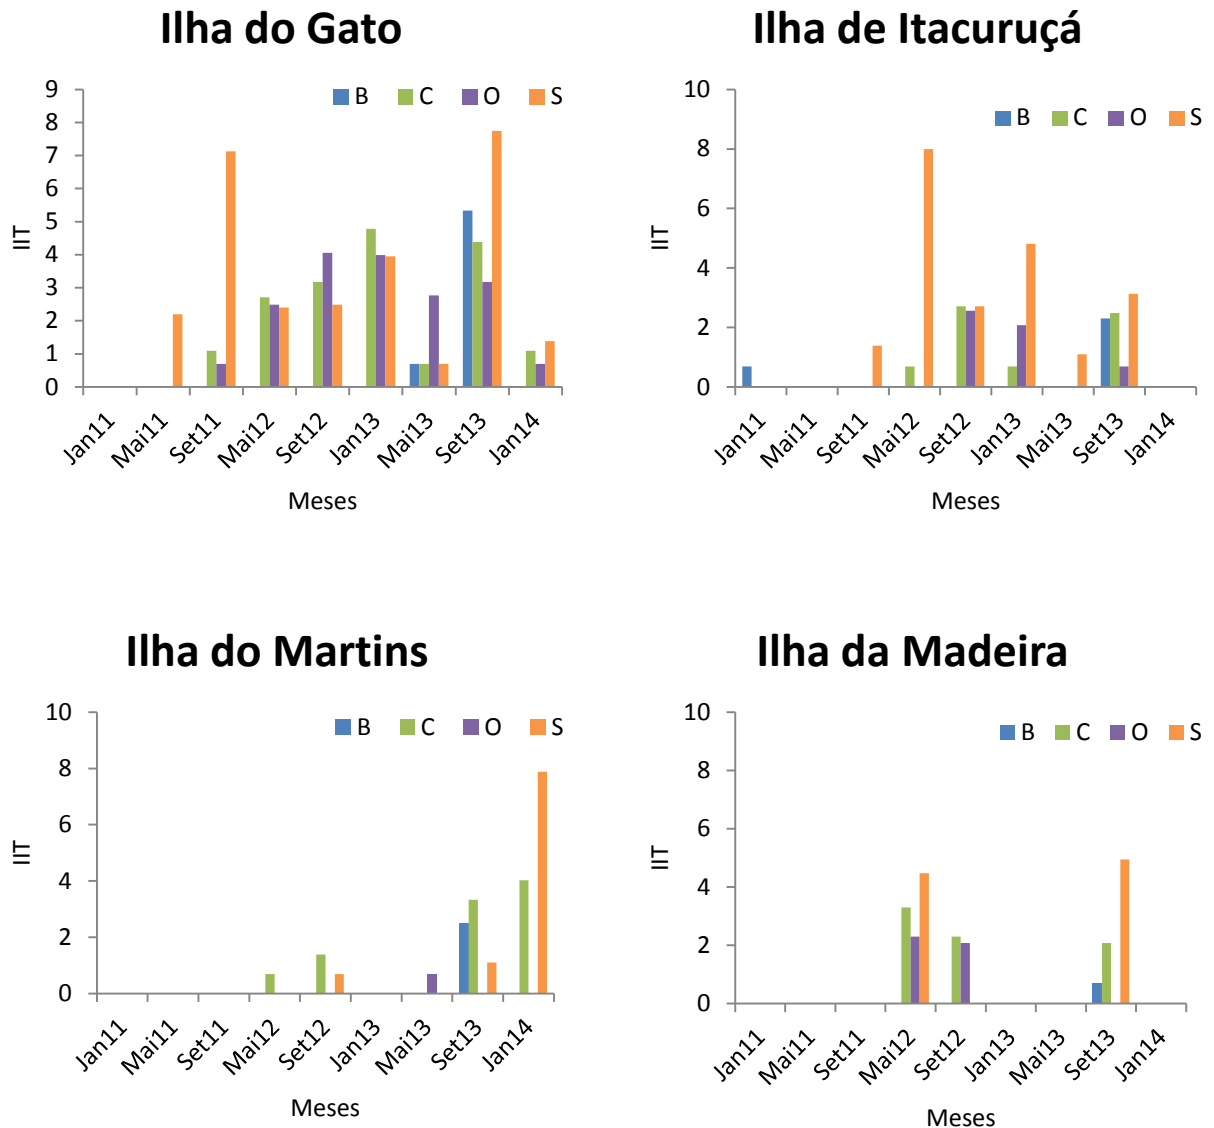 Ilha do Gato
9
8
7
6
5
4
3
2
1
0
IIT
B C O S
Jan11 Mai11 Set11 Mai12 Set12 Jan13 Mai13 Set13 Jan14
Meses
Ilha de Itacuruçá
10
8
6
4
2
0
IIT
B C O S
Jan11 Mai11 Set11 Mai12 Set12 Jan13 Mai13 Set13 Jan14
Meses
Ilha do Martins
10
8
6
4
2
0
IIT
B C O S
Jan11 Mai11 Set11 Mai12 Set12 Jan13 Mai13 Set13 Jan14
Meses
Ilha da Madeira
10
8
6
4
2
0
IIT
B C O S
Jan11 Mai11 Set11 Mai12 Set12 Jan13 Mai13 Set13 Jan14
Meses